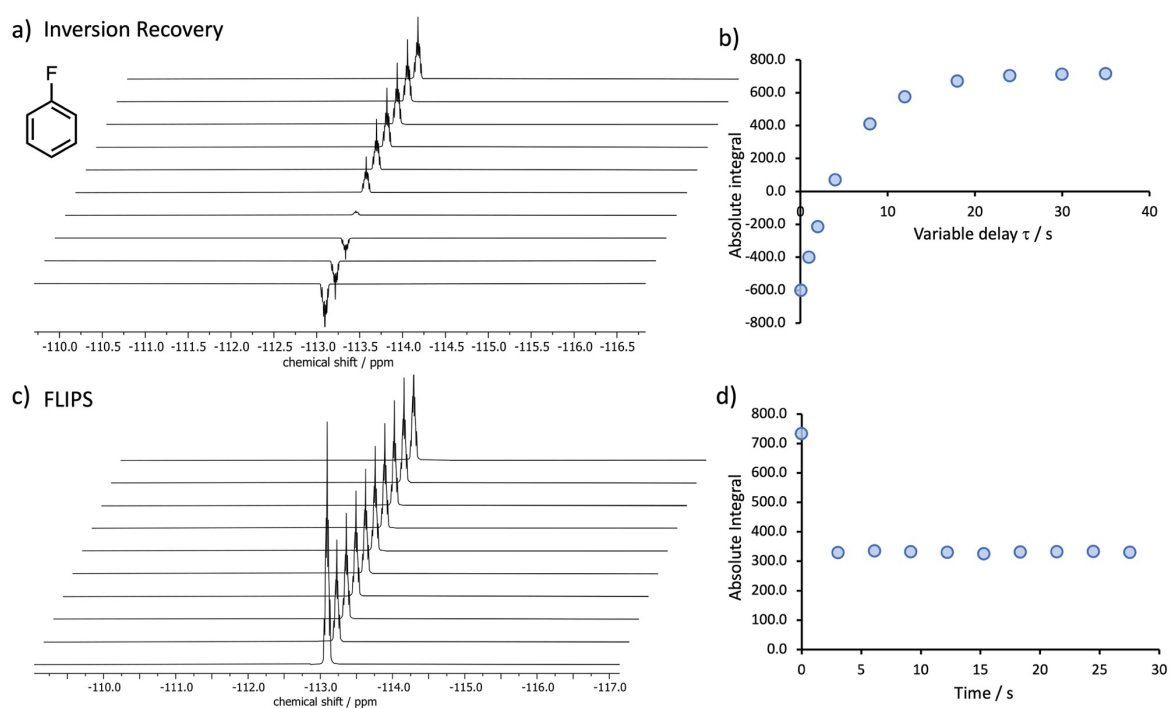 a) Inversion Recovery
F
-110.0 -110.5 -111.0 -111.5 -112.0 -112.5 -113.0 -113.5 -114.0 -114.5 -115.0 -115.5 -116.0 -116.5
chemical shift / ppm
b)
800.0
600.0
400.0
200.0
0.0
-200.0
-400.0
-600.0
-800.0
Absolute integral
0 10 20 30 40
Variable delay τ / s
c) FLIPS
-110.0 -111.0 -112.0 -113.0 -114.0 -115.0 -116.0 -117.0
chemical shift / ppm
d)
800.0
700.0
600.0
500.0
400.0
300.0
200.0
100.0
0.0
Absolute Integral
0 5 10 15 20 25 30
Time / s